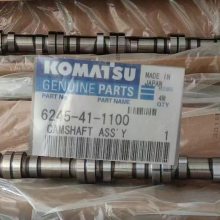 KOMATSU
GENUINE PARTS
MADE IN
JAPAN
QTY
PART NO.
PART NAME
6245-41-1100
CAMSHAFT ASS'Y
1